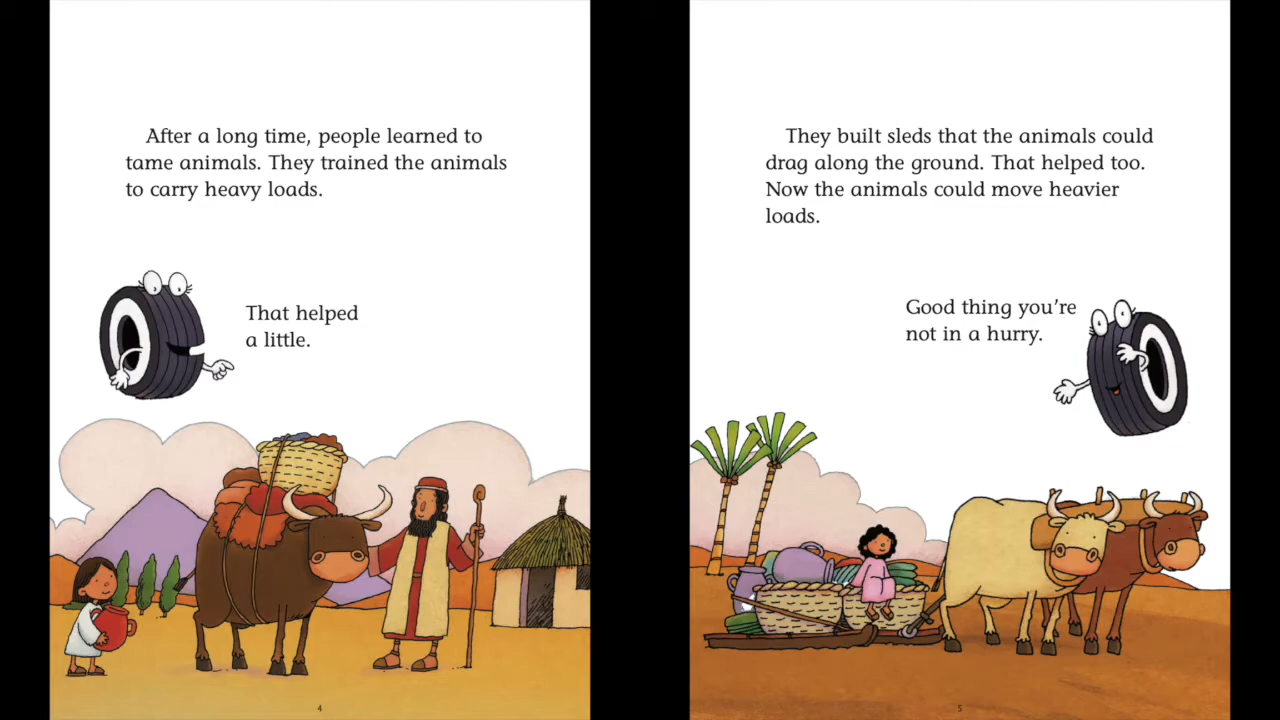 After a long time, people learned to
tame animals. They trained the animals
to carry heavy loads.
That helped
a little.
4
They built sleds that the animals could
drag along the ground. That helped too.
Now the animals could move heavier
loads.
Good thing you’re
not in a hurry.
5